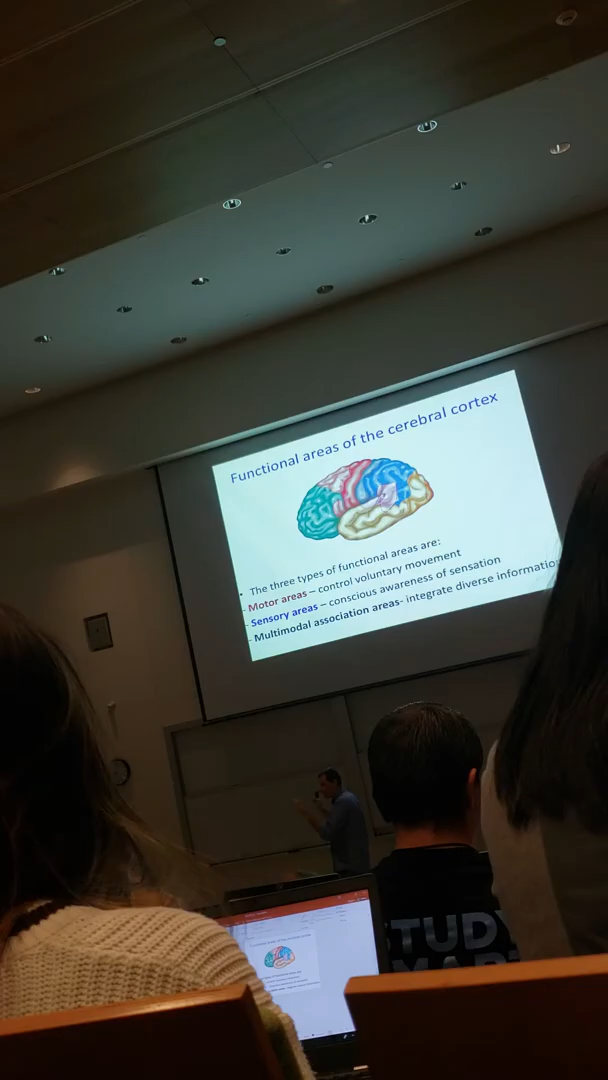 Functional areas of the cerebral cortex
• The three types of functional areas are:
- Motor areas – control voluntary movement
- Sensory areas – conscious awareness of sensation
- Multimodal association areas- integrate diverse informatio
STUDY